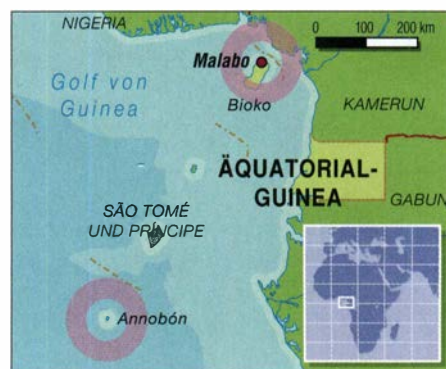 NIGERIA
0 100 200 km
Malabo
Golf von
Guinea
Bioko
KAMERUN
ÄQUATORIAL-
GUINEA
GABUN
SÃO TOMÉ
UND PRÍNCIPE
Annobón